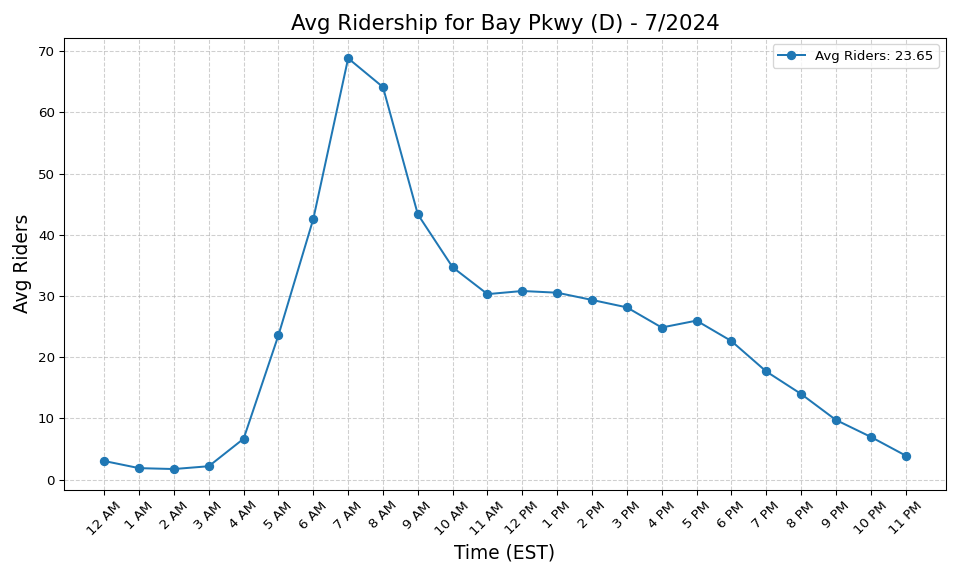 Avg Ridership for Bay Pkwy (D) - 7/2024
Avg Riders: 23.65
Avg Riders
70
60
50
40
30
20
10
0
12 AM
1 AM
2 AM
3 AM
4 AM
5 AM
6 AM
7 AM
8 AM
9 AM
10 AM
11 AM
12 PM
1 PM
2 PM
3 PM
4 PM
5 PM
6 PM
7 PM
8 PM
9 PM
10 PM
11 PM
Time (EST)